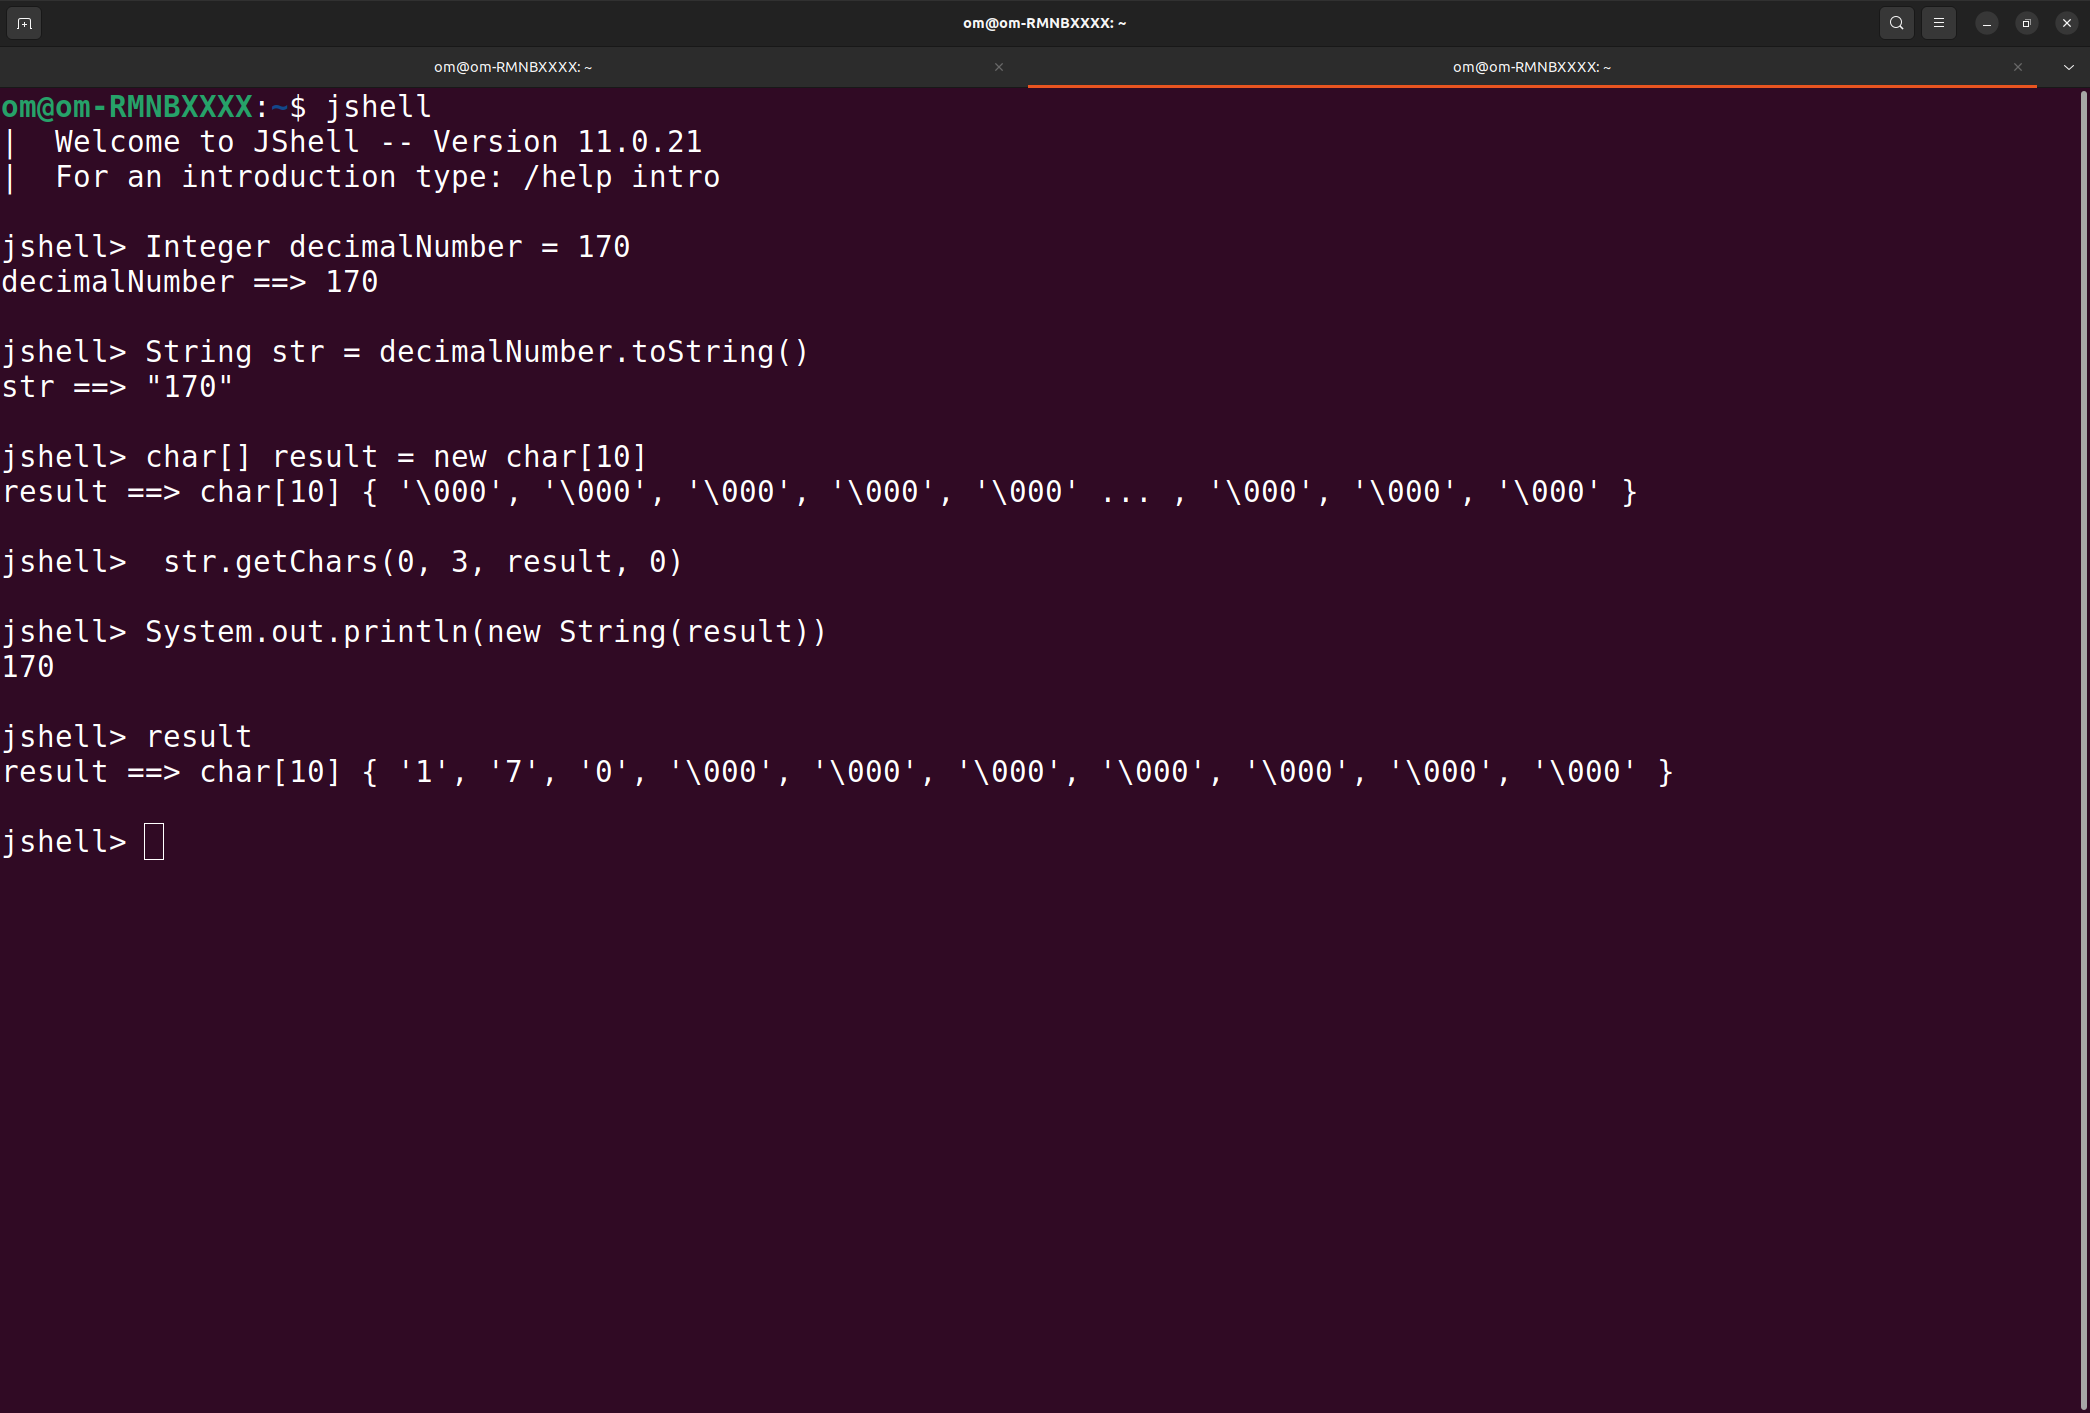 om@om-RMNBXXXX: ~
om@om-RMNBXXXX: ~
om@om-RMNBXXXX: ~
om@om-RMNBXXXX:~$ jshell
|  Welcome to JShell -- Version 11.0.21
|  For an introduction type: /help intro
jshell> Integer decimalNumber = 170
decimalNumber ==> 170
jshell> String str = decimalNumber.toString()
str ==> "170"
jshell> char[] result = new char[10]
result ==> char[10] { '\000', '\000', '\000', '\000', '\000' ... , '\000', '\000', '\000' }
jshell>  str.getChars(0, 3, result, 0)
jshell> System.out.println(new String(result))
170
jshell> result
result ==> char[10] { '1', '7', '0', '\000', '\000', '\000', '\000', '\000', '\000', '\000' }
jshell>